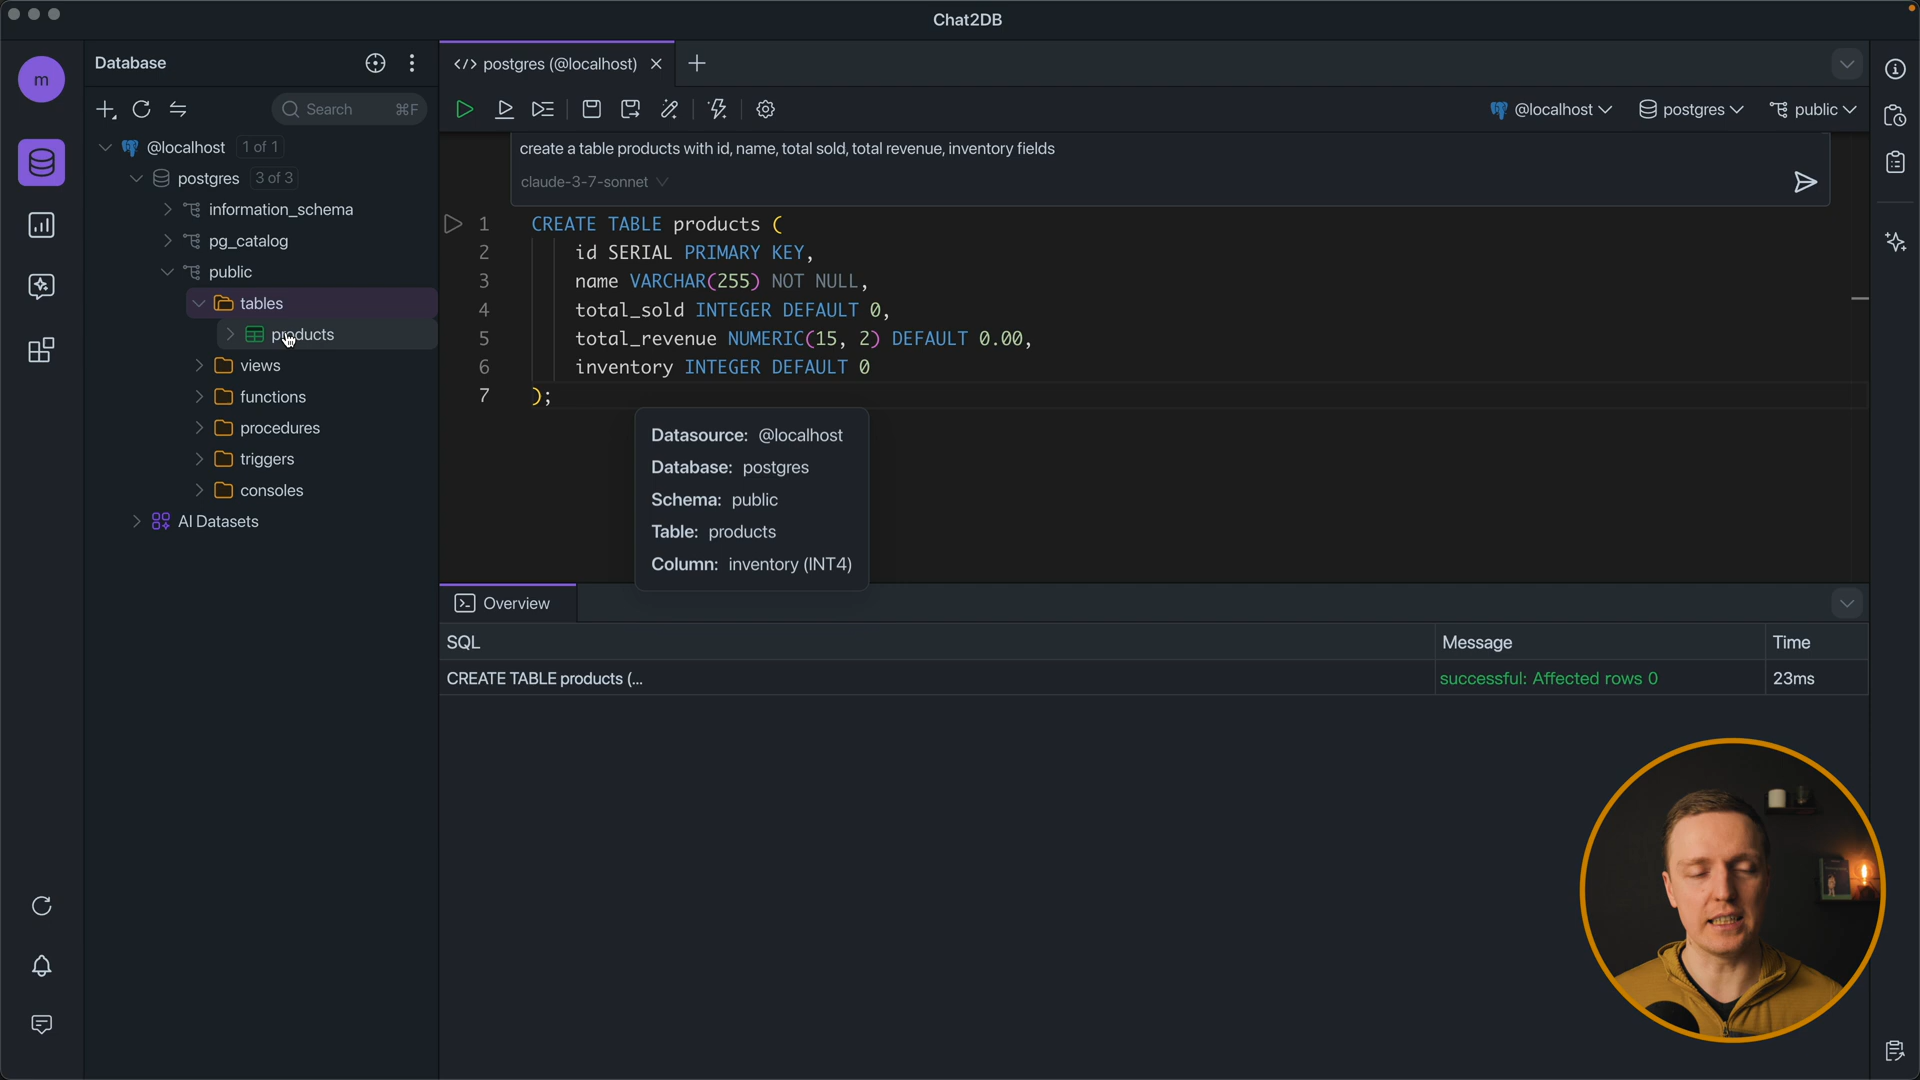 Chat2DB
m
Database
Search ⌘F
@localhost 1 of 1
postgres 3 of 3
information_schema
pg_catalog
public
tables
products
views
functions
procedures
triggers
consoles
AI Datasets
</> postgres (@localhost)
@localhost
postgres
public
create a table products with id, name, total sold, total revenue, inventory fields
claude-3-7-sonnet
1 CREATE TABLE products (
2 id SERIAL PRIMARY KEY,
3 name VARCHAR(255) NOT NULL,
4 total_sold INTEGER DEFAULT 0,
5 total_revenue NUMERIC(15, 2) DEFAULT 0.00,
6 inventory INTEGER DEFAULT 0
7 );
Datasource: @localhost
Database: postgres
Schema: public
Table: products
Column: inventory (INT4)
Overview
SQL Message Time
CREATE TABLE products (... successful: Affected rows 0 23ms